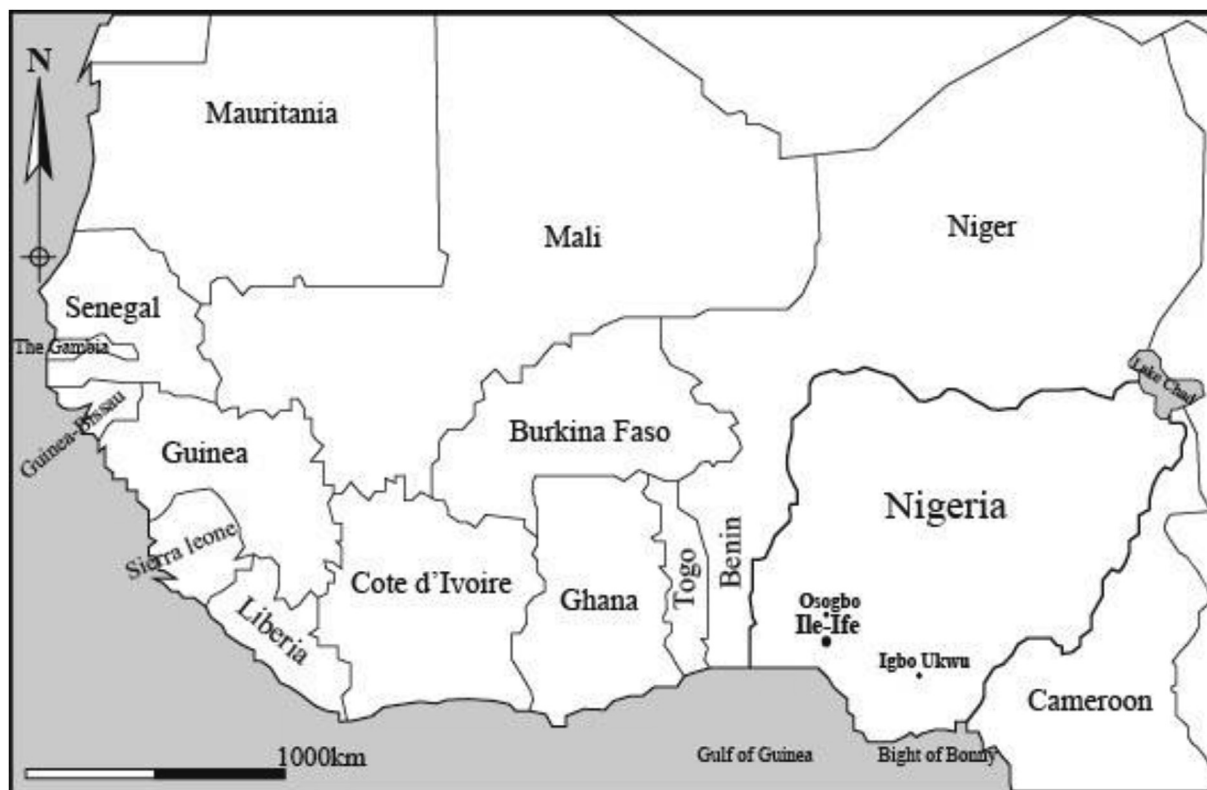 N
Mauritania
Mali
Niger
Senegal
The Gambia
Lake Chad
Guinea-Bissau
Guinea
Burkina Faso
Nigeria
Sierra leone
Liberia
Cote d’Ivoire
Ghana
Togo
Benin
Osogbo
Ile-Ife
Igbo Ukwu
Cameroon
1000km
Gulf of Guinea
Bight of Bonny